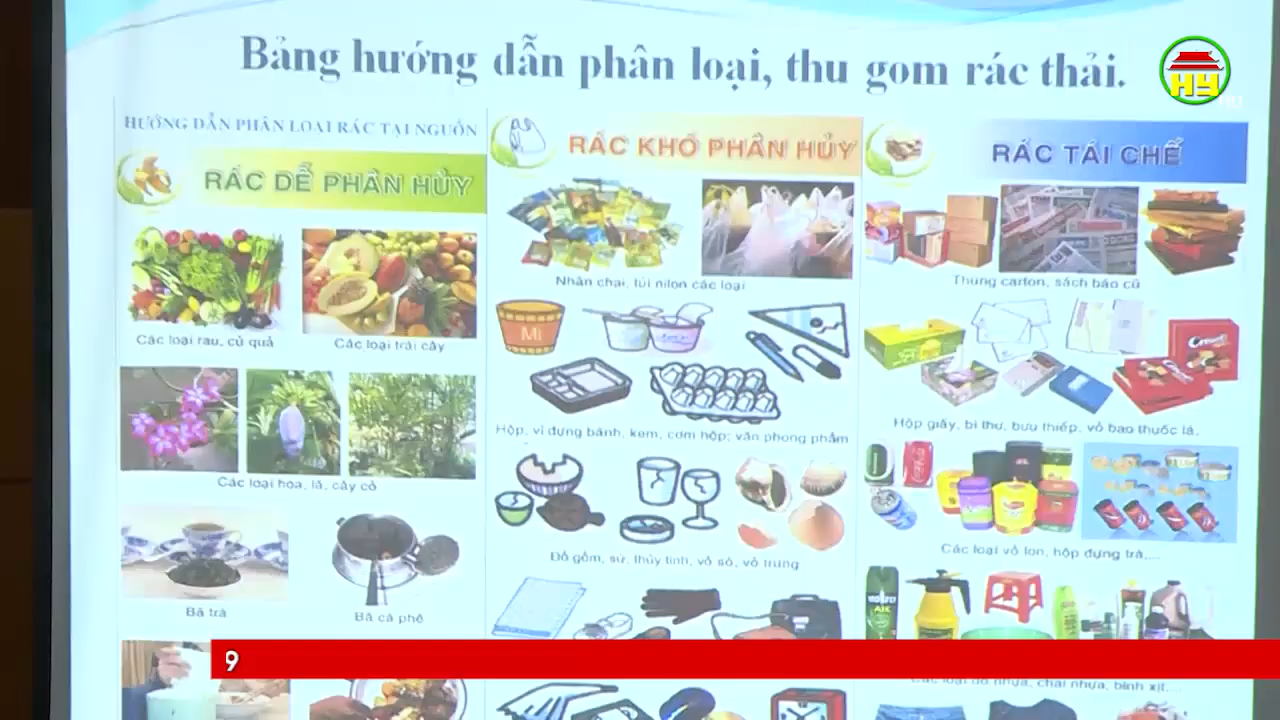 Bảng hướng dẫn phân loại, thu gom rác thải.
HY
HƯỚNG DẪN PHÂN LOẠI RÁC TẠI NGUỒN
RÁC DỄ PHÂN HỦY
Các loại rau, củ quả
Các loại trái cây
Các loại hoa, lá, cây cỏ
Bã trà
Bã cà phê
RÁC KHÓ PHÂN HỦY
Nhãn chai, túi nilon các loại
Mì
Hộp, vỉ đựng bánh, kem, cơm hộp; văn phòng phẩm
Đồ gốm, sứ, thủy tinh, vỏ sò, vỏ trứng
RÁC TÁI CHẾ
Thùng carton, sách báo cũ
Hộp giấy, bì thư, bưu thiếp, vỏ bao thuốc lá.
Các loại vỏ lon, hộp đựng trà,...
Các loại đồ nhựa, chai nhựa, bình xịt,...
9